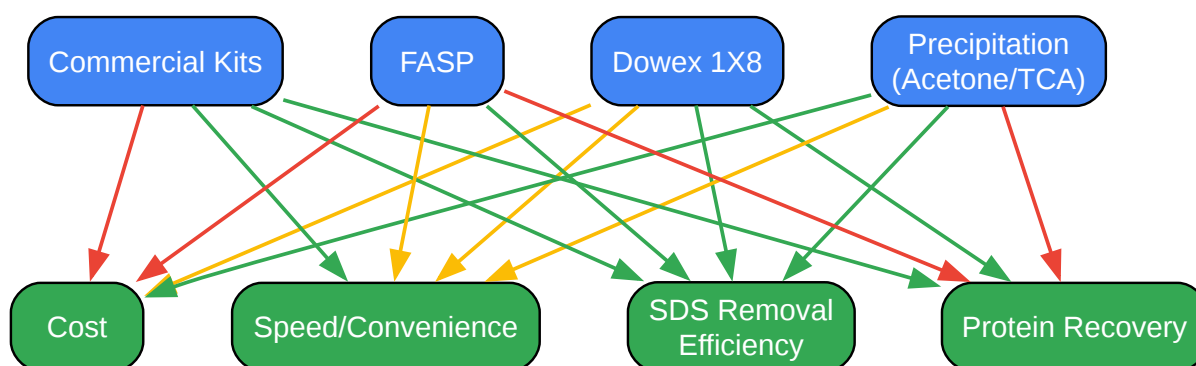 Commercial Kits
FASP
Dowex 1X8
Precipitation
(Acetone/TCA)
Cost
Speed/Convenience
SDS Removal
Efficiency
Protein Recovery